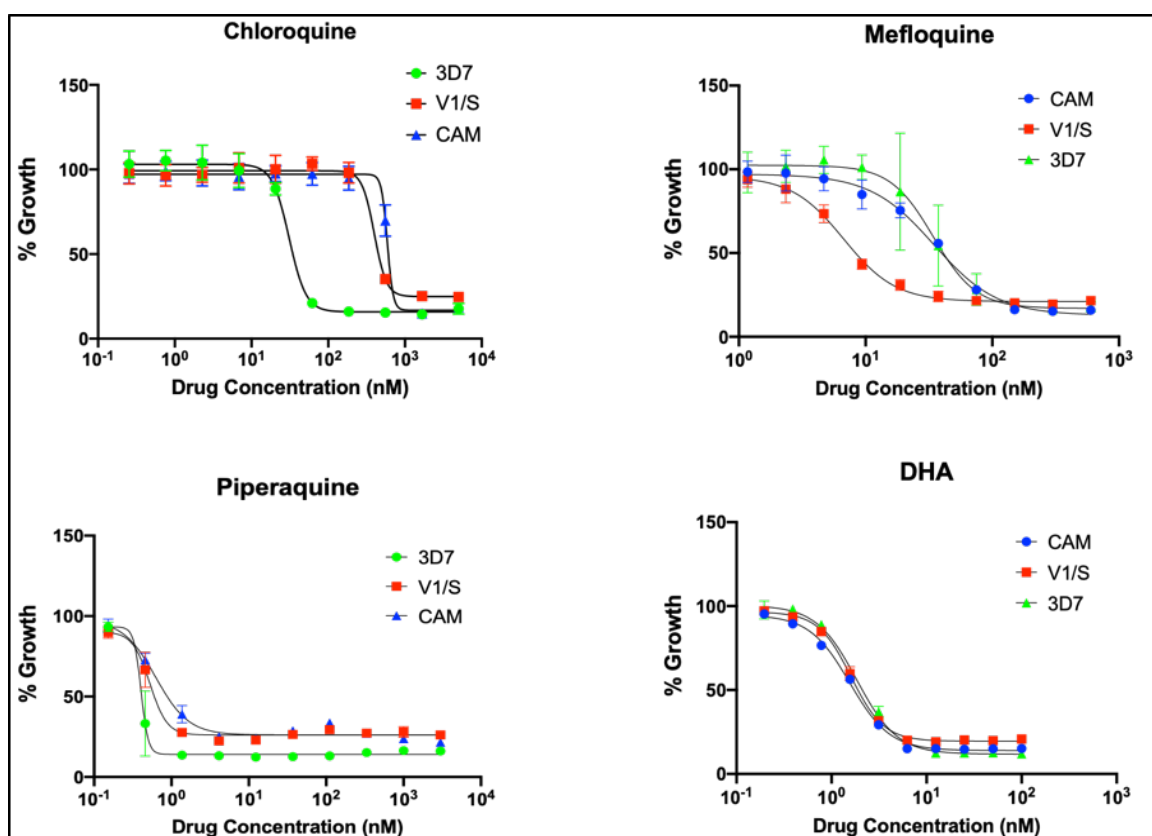 Chloroquine
3D7
V1/S
CAM
% Growth
150
100
50
0
10-1
100
101
102
103
104
Drug Concentration (nM)
Mefloquine
CAM
V1/S
3D7
% Growth
150
100
50
0
100
101
102
103
Drug Concentration (nM)
Piperaquine
3D7
V1/S
CAM
% Growth
150
100
50
0
10-1
100
101
102
103
104
Drug Concentration (nM)
DHA
CAM
V1/S
3D7
% Growth
150
100
50
0
10-1
100
101
102
103
Drug Concentration (nM)